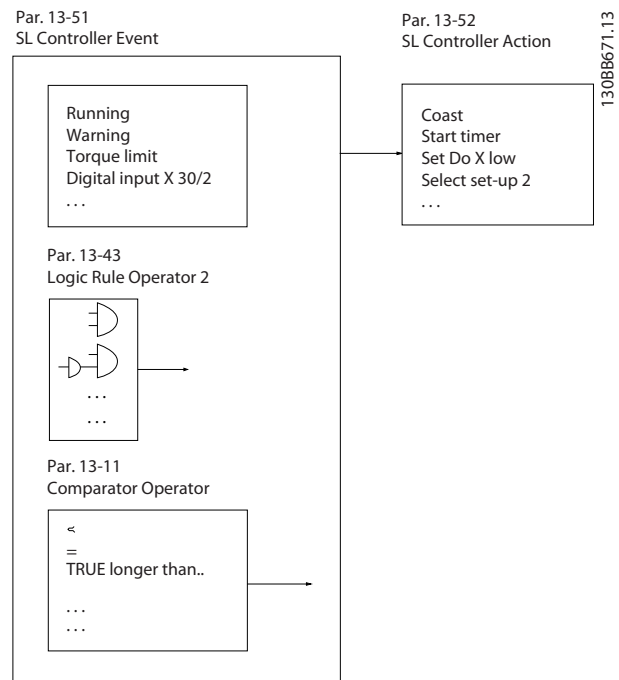 Par. 13-51
SL Controller Event
Par. 13-52
SL Controller Action
130BB671.13
Running
Warning
Torque limit
Digital input X 30/2
. . .
Coast
Start timer
Set Do X low
Select set-up 2
. . .
Par. 13-43
Logic Rule Operator 2
. . .
. . .
Par. 13-11
Comparator Operator
=
TRUE longer than..
. . .
. . .